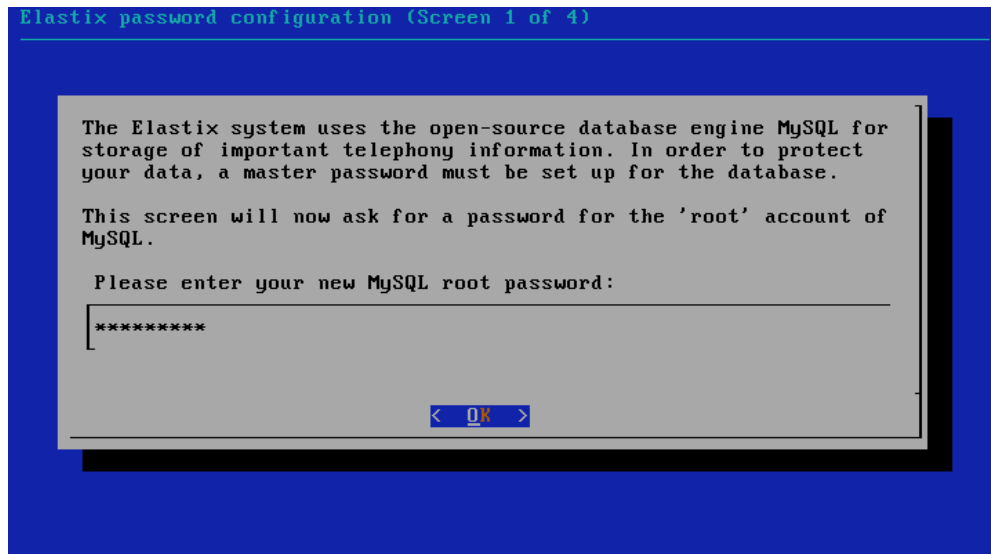 Elastix password configuration (Screen 1 of 4)
The Elastix system uses the open-source database engine MySQL for
storage of important telephony information. In order to protect
your data, a master password must be set up for the database.
This screen will now ask for a password for the 'root' account of
MySQL.
Please enter your new MySQL root password:
*********
< OK >